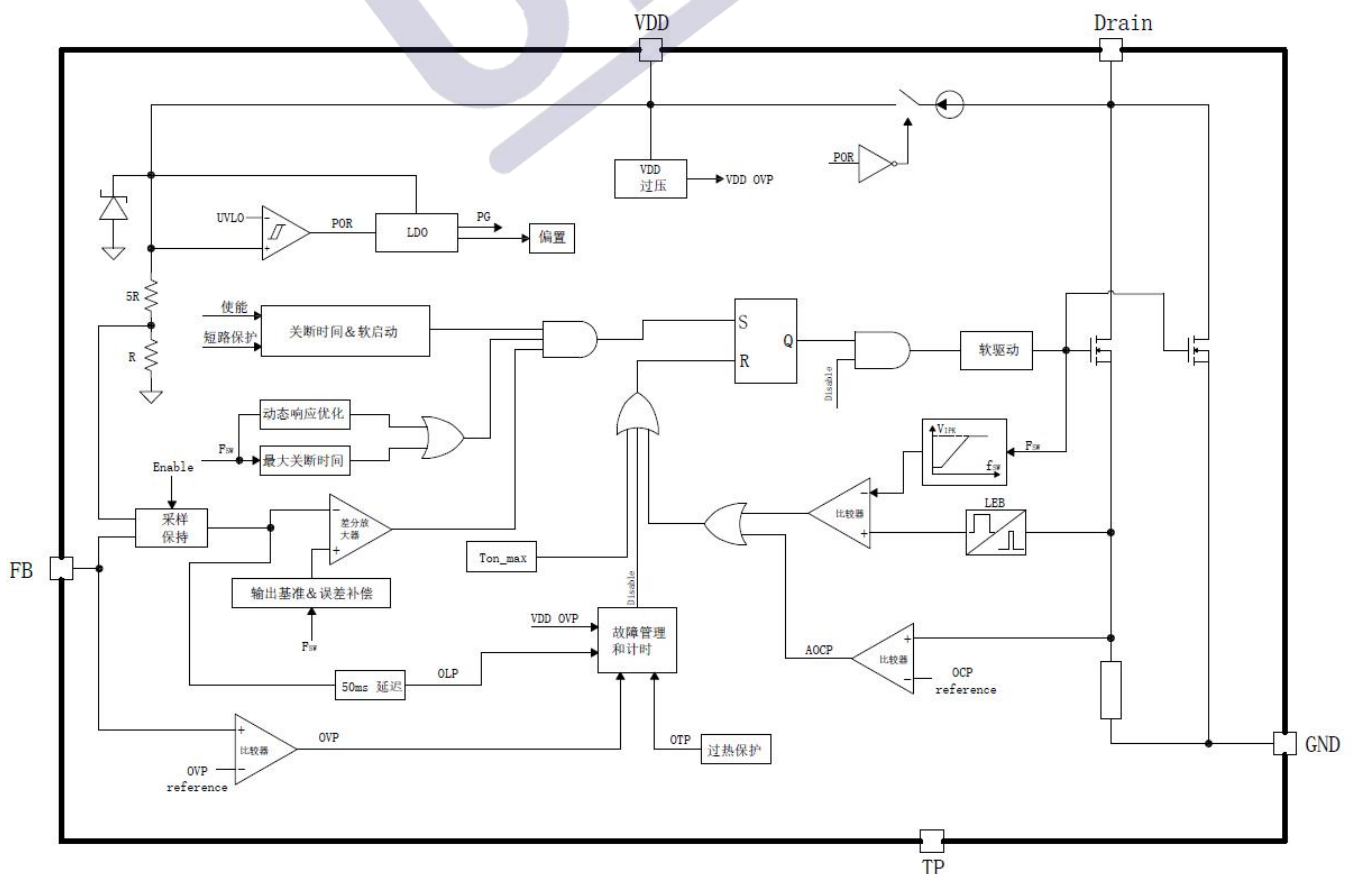 VDD
Drain
POR
VDD
过压
VDD OVP
UVLO
POR
LDO
PG
偏置
5R
R
使能
短路保护
关断时间&软启动
S
R
Q
Disable
软驱动
动态响应优化
FSW
最大关断时间
VIPK
fSW
FSW
Enable
采样
保持
差分放
大器
比较器
LEB
Ton_max
FB
输出基准&误差补偿
FSW
Disable
VDD OVP
故障管理
和计时
AOCP
比较器
OCP
reference
50ms 延迟
OLP
OVP
比较器
OVP
reference
OTP
过热保护
GND
TP